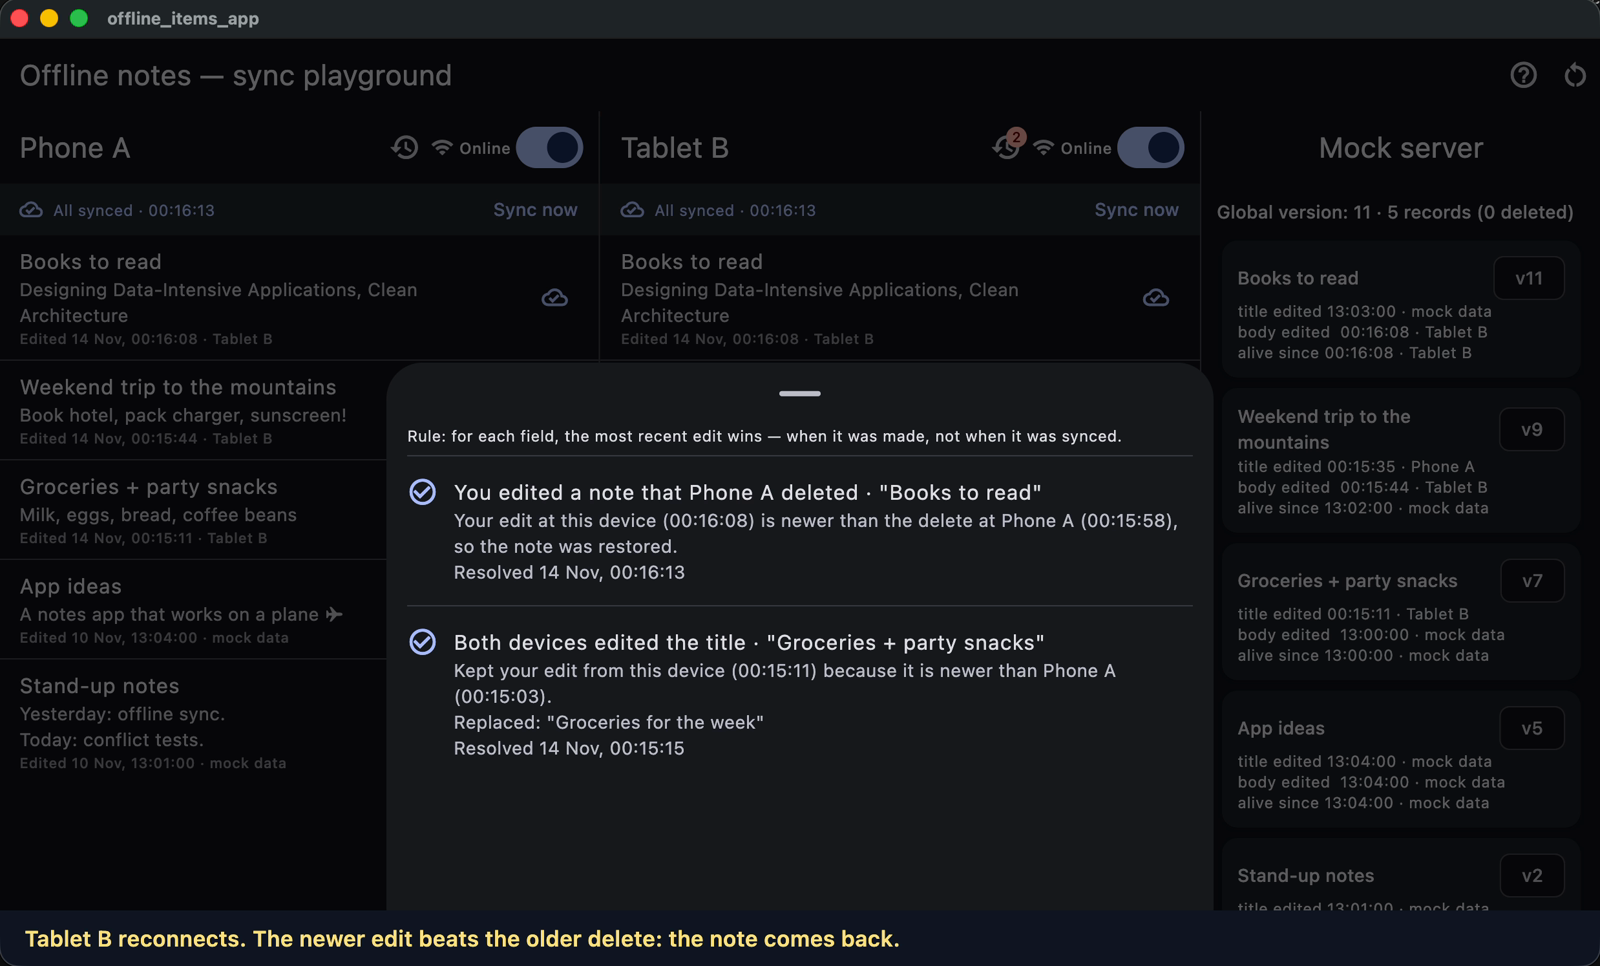 offline_items_app
Offline notes — sync playground
Phone A
Online
All synced · 00:16:13
Sync now
Books to read
Designing Data-Intensive Applications, Clean
Architecture
Edited 14 Nov, 00:16:08 · Tablet B
Weekend trip to the mountains
Book hotel, pack charger, sunscreen!
Edited 14 Nov, 00:15:44 · Tablet B
Groceries + party snacks
Milk, eggs, bread, coffee beans
Edited 14 Nov, 00:15:11 · Tablet B
App ideas
A notes app that works on a plane ✈
Edited 10 Nov, 13:04:00 · mock data
Stand-up notes
Yesterday: offline sync.
Today: conflict tests.
Edited 10 Nov, 13:01:00 · mock data
Tablet B
2
Online
All synced · 00:16:13
Sync now
Books to read
Designing Data-Intensive Applications, Clean
Architecture
Edited 14 Nov, 00:16:08 · Tablet B
Rule: for each field, the most recent edit wins — when it was made, not when it was synced.
You edited a note that Phone A deleted · "Books to read"
Your edit at this device (00:16:08) is newer than the delete at Phone A (00:15:58),
so the note was restored.
Resolved 14 Nov, 00:16:13
Both devices edited the title · "Groceries + party snacks"
Kept your edit from this device (00:15:11) because it is newer than Phone A
(00:15:03).
Replaced: "Groceries for the week"
Resolved 14 Nov, 00:15:15
Mock server
Global version: 11 · 5 records (0 deleted)
Books to read
v11
title edited 13:03:00 · mock data
body edited 00:16:08 · Tablet B
alive since 00:16:08 · Tablet B
Weekend trip to the
mountains
v9
title edited 00:15:35 · Phone A
body edited 00:15:44 · Tablet B
alive since 13:02:00 · mock data
Groceries + party snacks
v7
title edited 00:15:11 · Tablet B
body edited 13:00:00 · mock data
alive since 13:00:00 · mock data
App ideas
v5
title edited 13:04:00 · mock data
body edited 13:04:00 · mock data
alive since 13:04:00 · mock data
Stand-up notes
v2
title edited 13:01:00 · mock data
Tablet B reconnects. The newer edit beats the older delete: the note comes back.